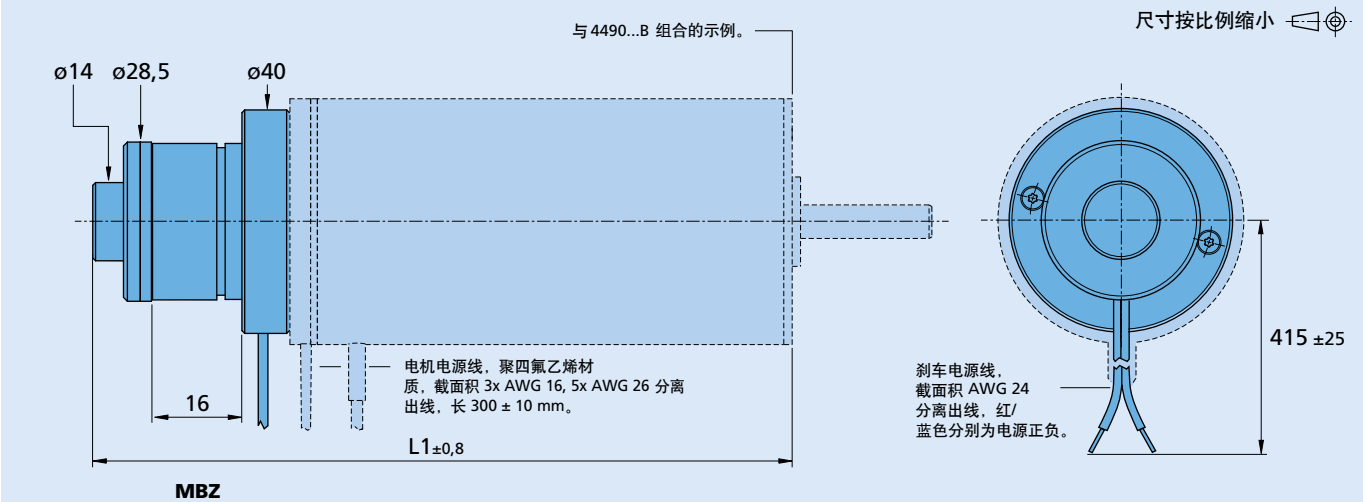 尺寸按比例缩小
与 4490...B 组合的示例。
ø14
ø28,5
ø40
415 ±25
电机电源线，聚四氟乙烯材
质，截面积 3x AWG 16, 5x AWG 26 分离
出线，长 300 ± 10 mm。
刹车电源线，
截面积 AWG 24
分离出线，红/
蓝色分别为电源正负。
16
L1±0,8
MBZ